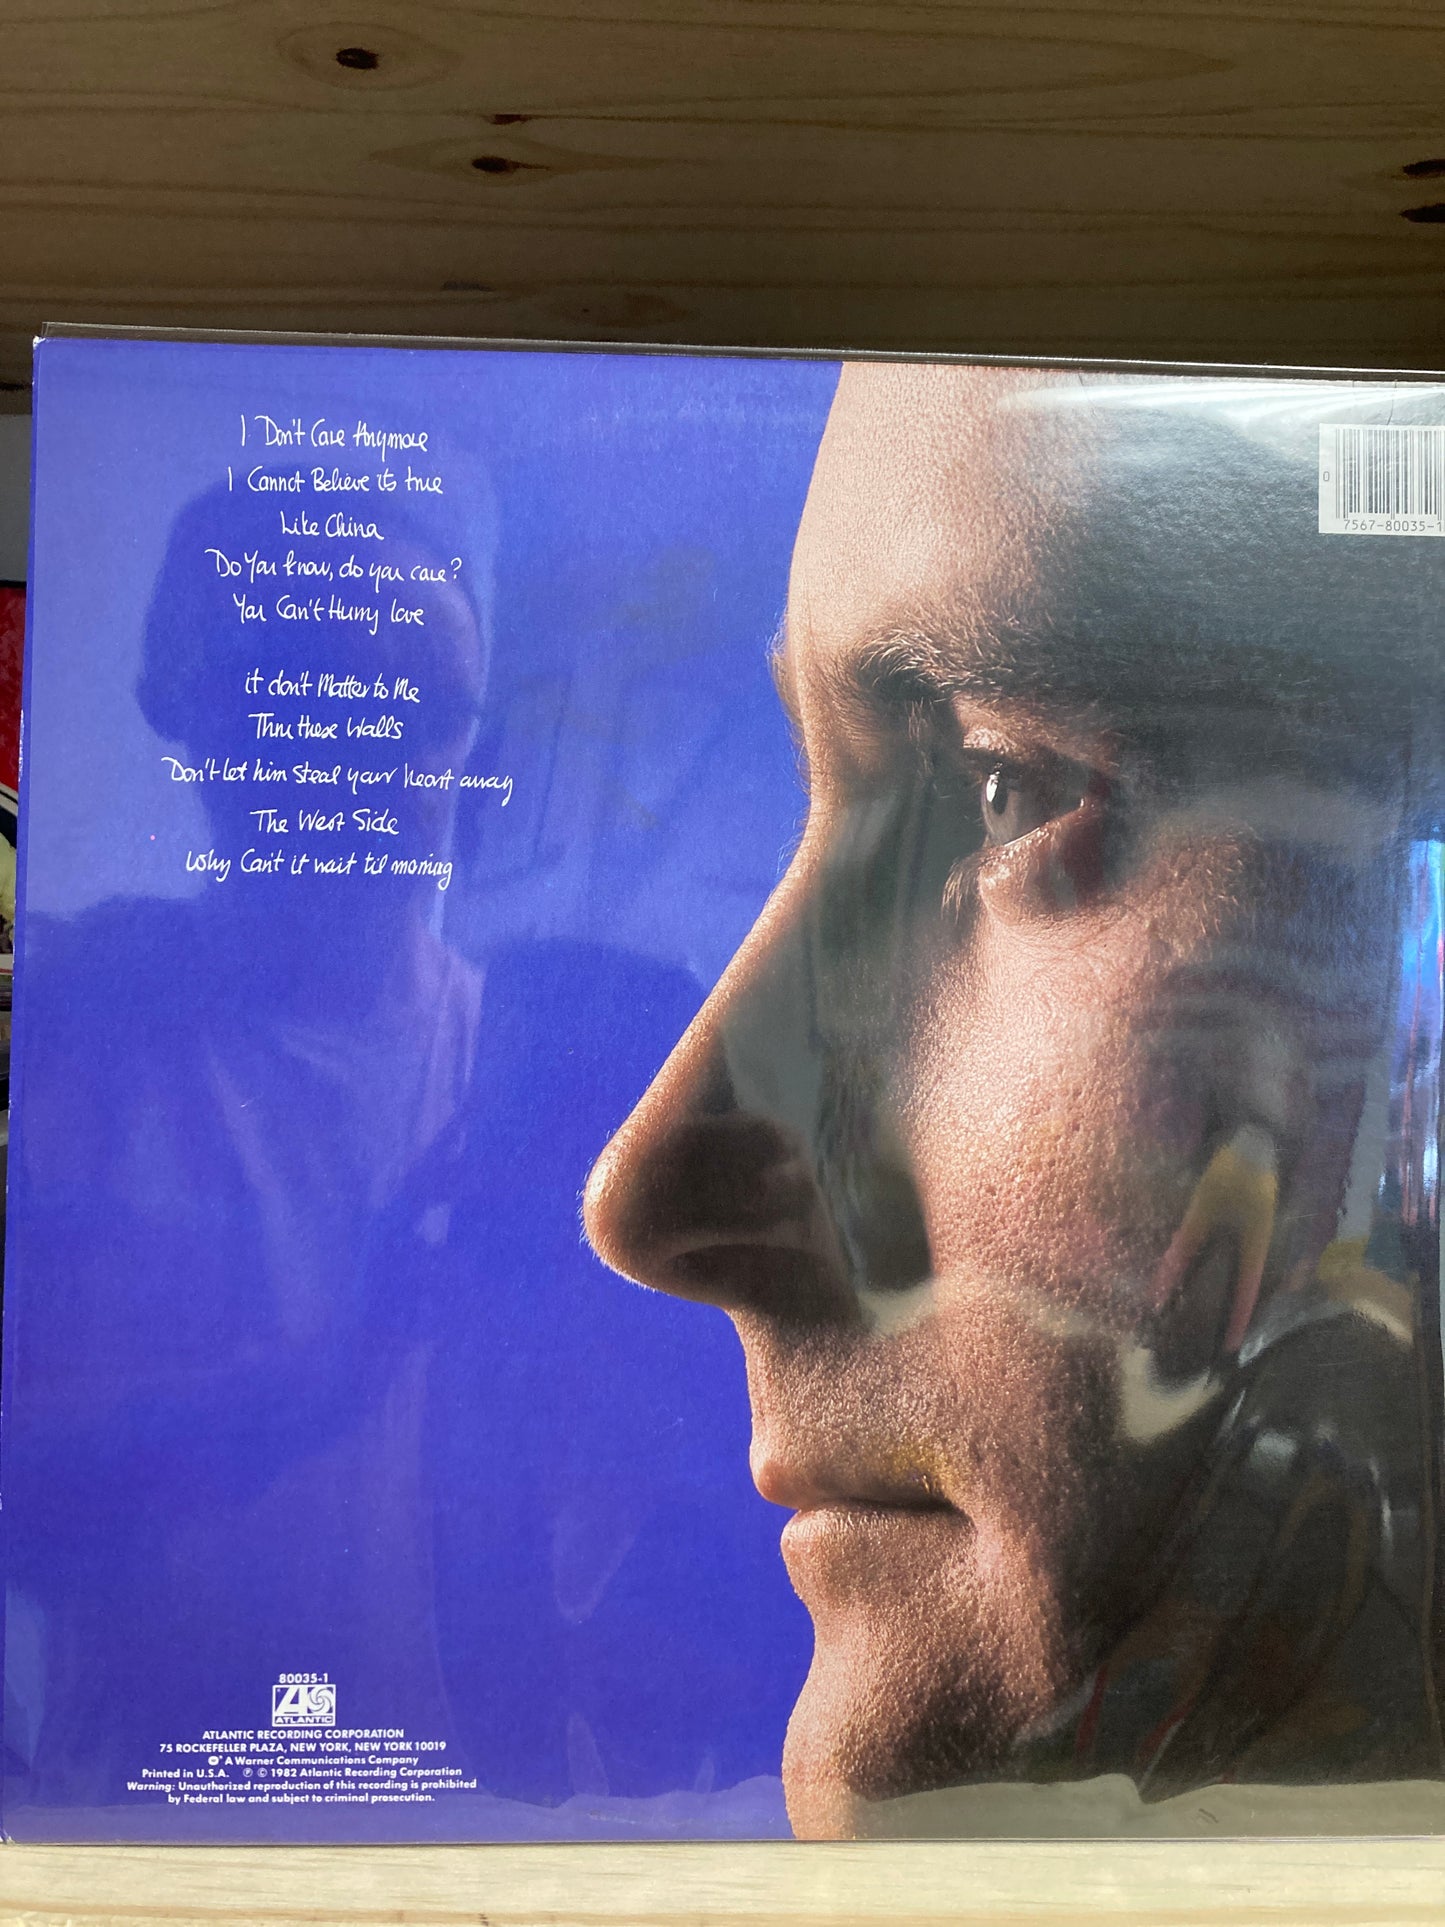 I Don't Care Anymore
I Cannot Believe its true
Like China
Do You know, do you care?
You Can't Hurry love
it don't Matter to Me
Thru these Walls
Don't let him steal your heart away
The West Side
Why Can't it wait til morning
0
7567-80035-1
80035-1
ATLANTIC
ATLANTIC RECORDING CORPORATION
75 ROCKEFELLER PLAZA, NEW YORK, NEW YORK 10019
A Warner Communications Company
Printed in U.S.A. ℗ © 1982 Atlantic Recording Corporation
Warning: Unauthorized reproduction of this recording is prohibited
by Federal law and subject to criminal prosecution.